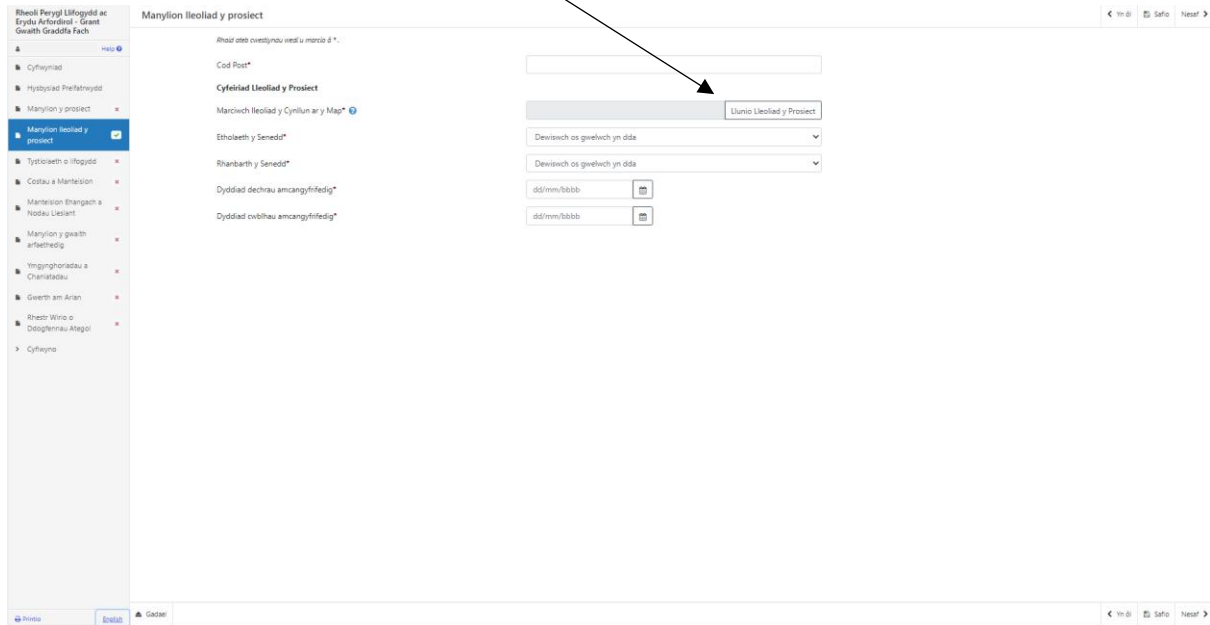 Rheoli Perygl Llifogydd ac
Erydu Arfordirol - Grant
Gwaith Graddfa Fach
Help
Cyflwyniad
Hysbysiad Preifatrwydd
Manylion y prosiect
Manylion lleoliad y
prosiect
Tystiolaeth o lifogydd
Costau a Manteision
Manteision Ehangach a
Nodau Llesiant
Manylion y gwaith
arfaethedig
Ymgynghoriadau a
Chaniatadau
Gwerth am Arian
Rhestr Wirio o
Ddogfennau Ategol
Cyflwyno
Printio
English
Manylion lleoliad y prosiect
Yn ôl Safio Nesaf
Rhaid ateb cwestiynau wedi'u marcio â *.
Cod Post*
Cyfeiriad Lleoliad y Prosiect
Marciwch lleoliad y Cynllun ar y Map* Llunio Lleoliad y Prosiect
Etholaeth y Senedd* Dewiswch os gwelwch yn dda
Rhanbarth y Senedd* Dewiswch os gwelwch yn dda
Dyddiad dechrau amcangyfrifedig* dd/mm/bbbb
Dyddiad cwblhau amcangyfrifedig* dd/mm/bbbb
Gadael
Yn ôl Safio Nesaf